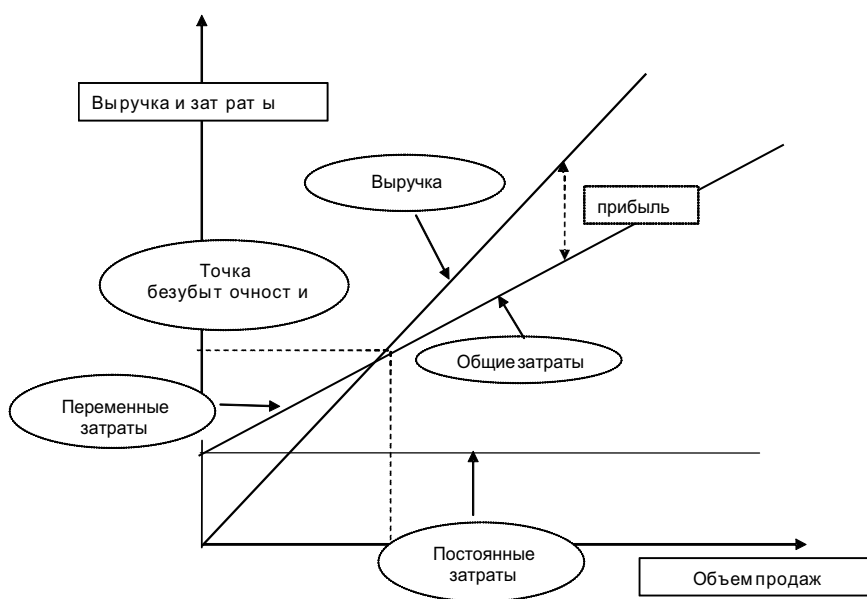 Выручка и затраты
Выручка
прибыль
Точка
безубыточности
Общие затраты
Переменные
затраты
Постоянные
затраты
Объем продаж